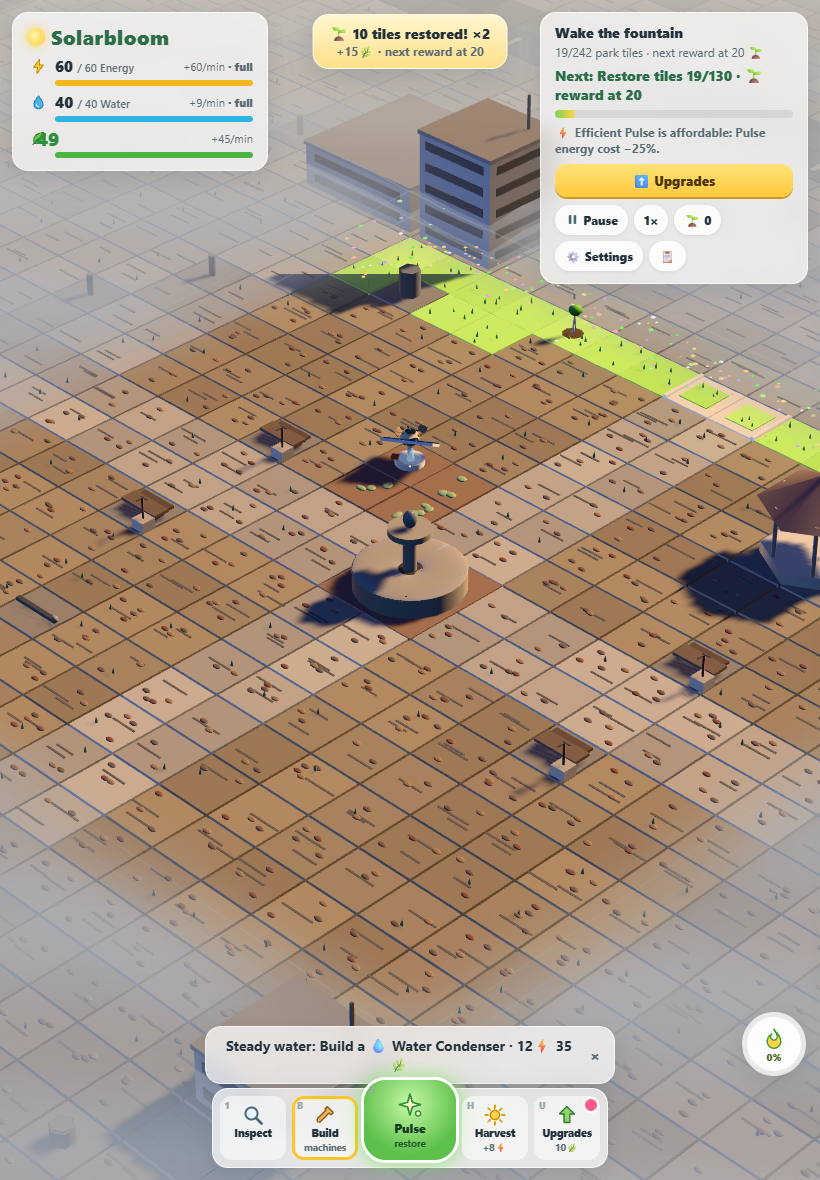 Solarbloom
60 / 60 Energy +60/min • full
40 / 40 Water +9/min • full
49 +45/min
10 tiles restored! ×2
+15 · next reward at 20
Wake the fountain
19/242 park tiles · next reward at 20
Next: Restore tiles 19/130 ·
reward at 20
Efficient Pulse is affordable: Pulse
energy cost −25%.
Upgrades
Pause 1× 0
Settings
0%
Steady water: Build a Water Condenser · 12 35
×
1 Inspect
B Build
machines
Pulse
restore
H Harvest
+8
U Upgrades
10